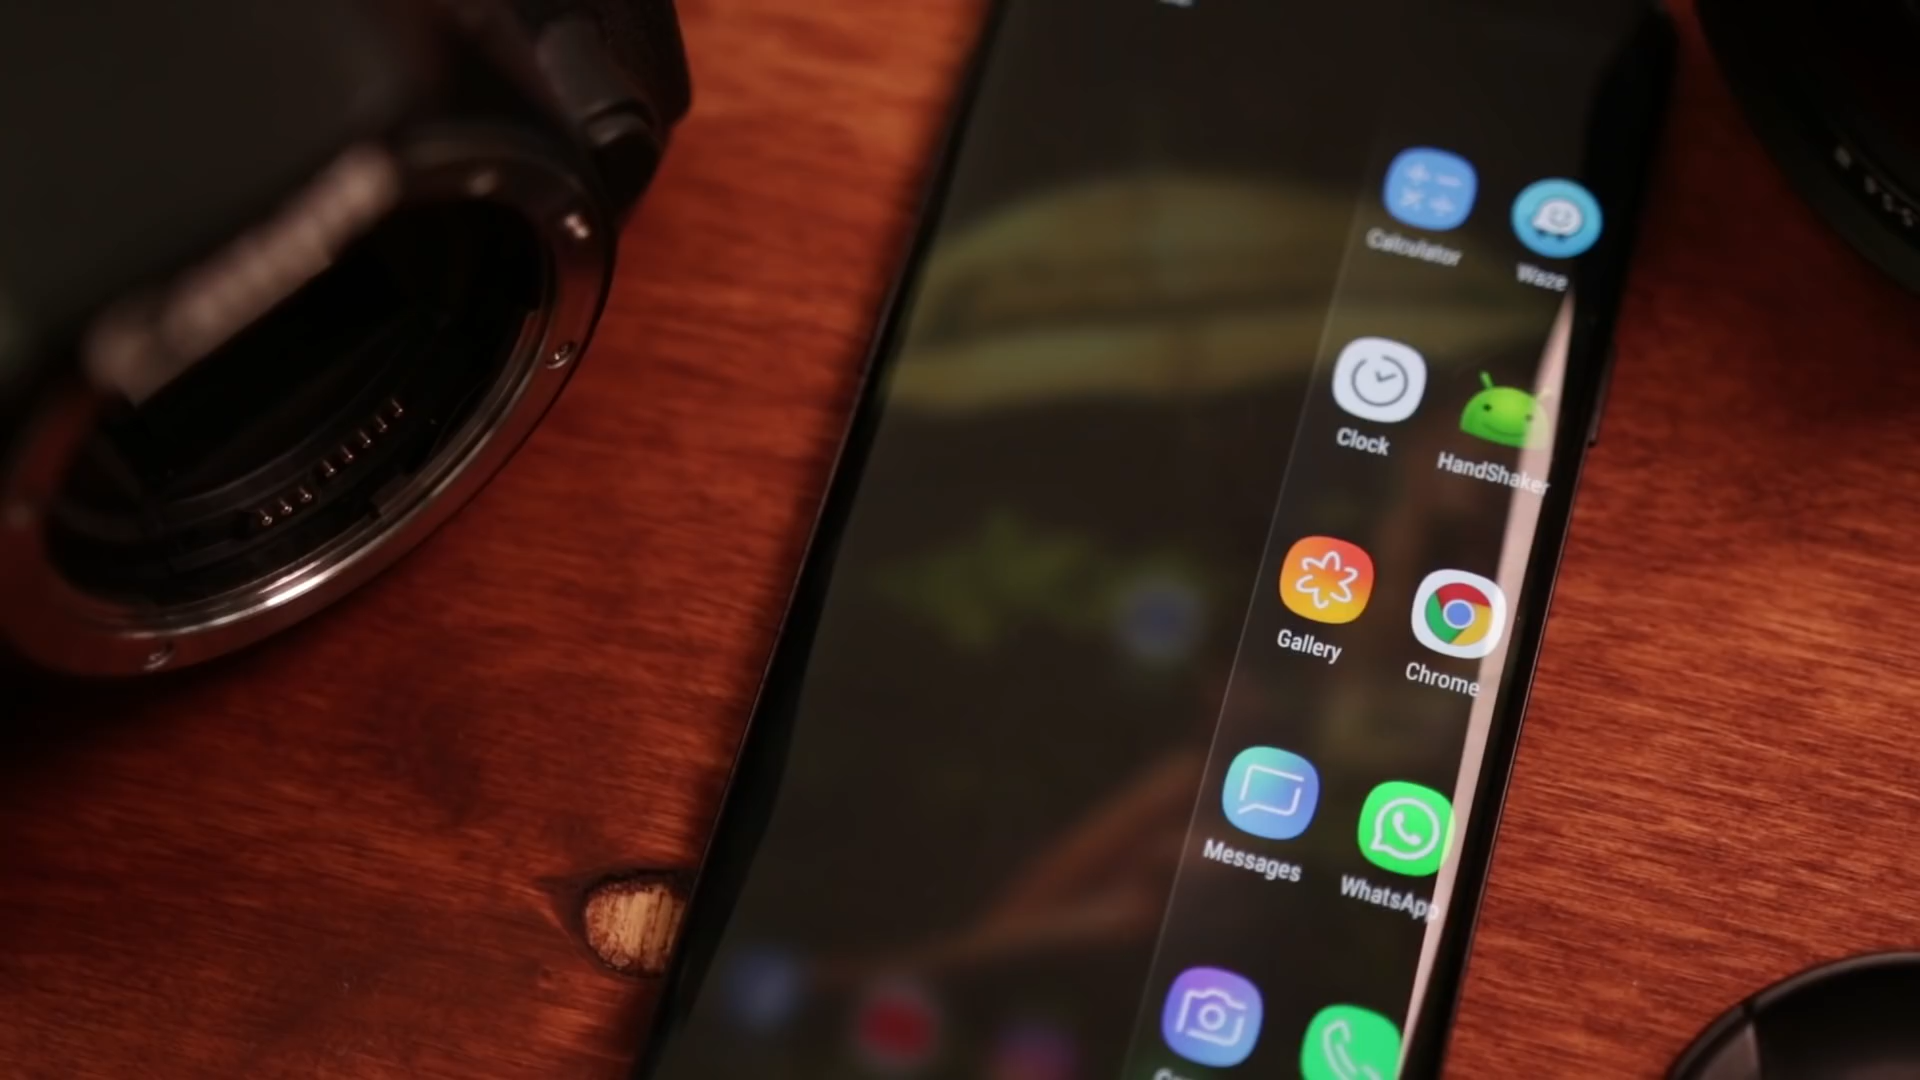 Calculator
Waze
Clock
HandShaker
Gallery
Chrome
Messages
WhatsApp